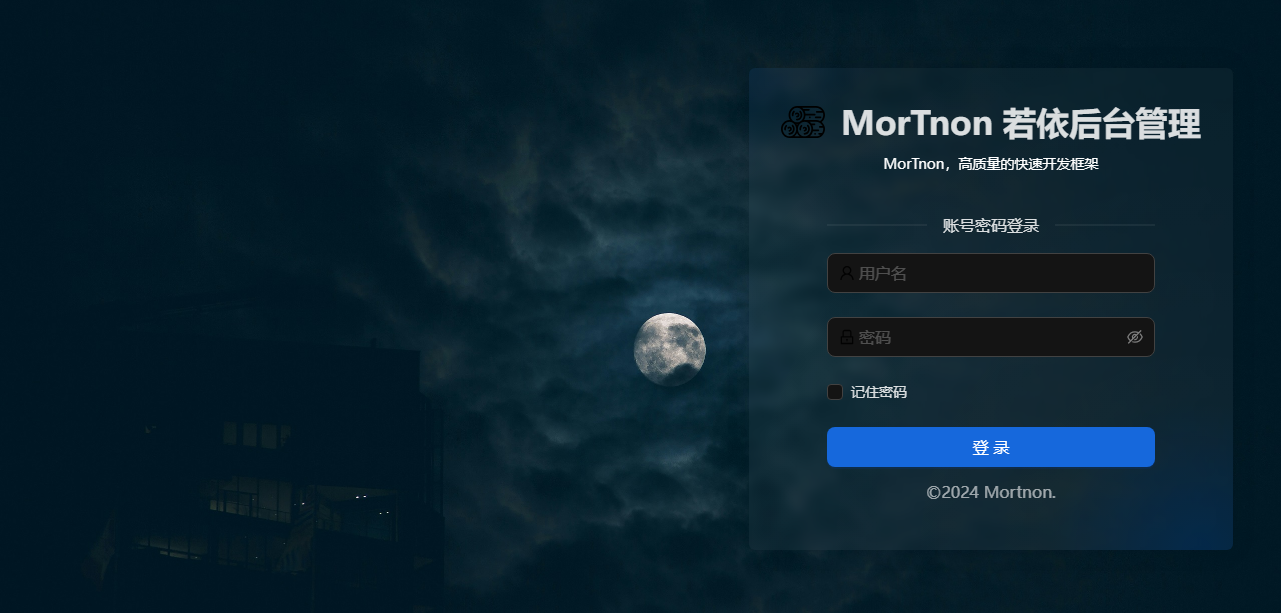 MorTnon 若依后台管理
MorTnon，高质量的快速开发框架
账号密码登录
用户名
密码
记住密码
登 录
©2024 Mortnon.